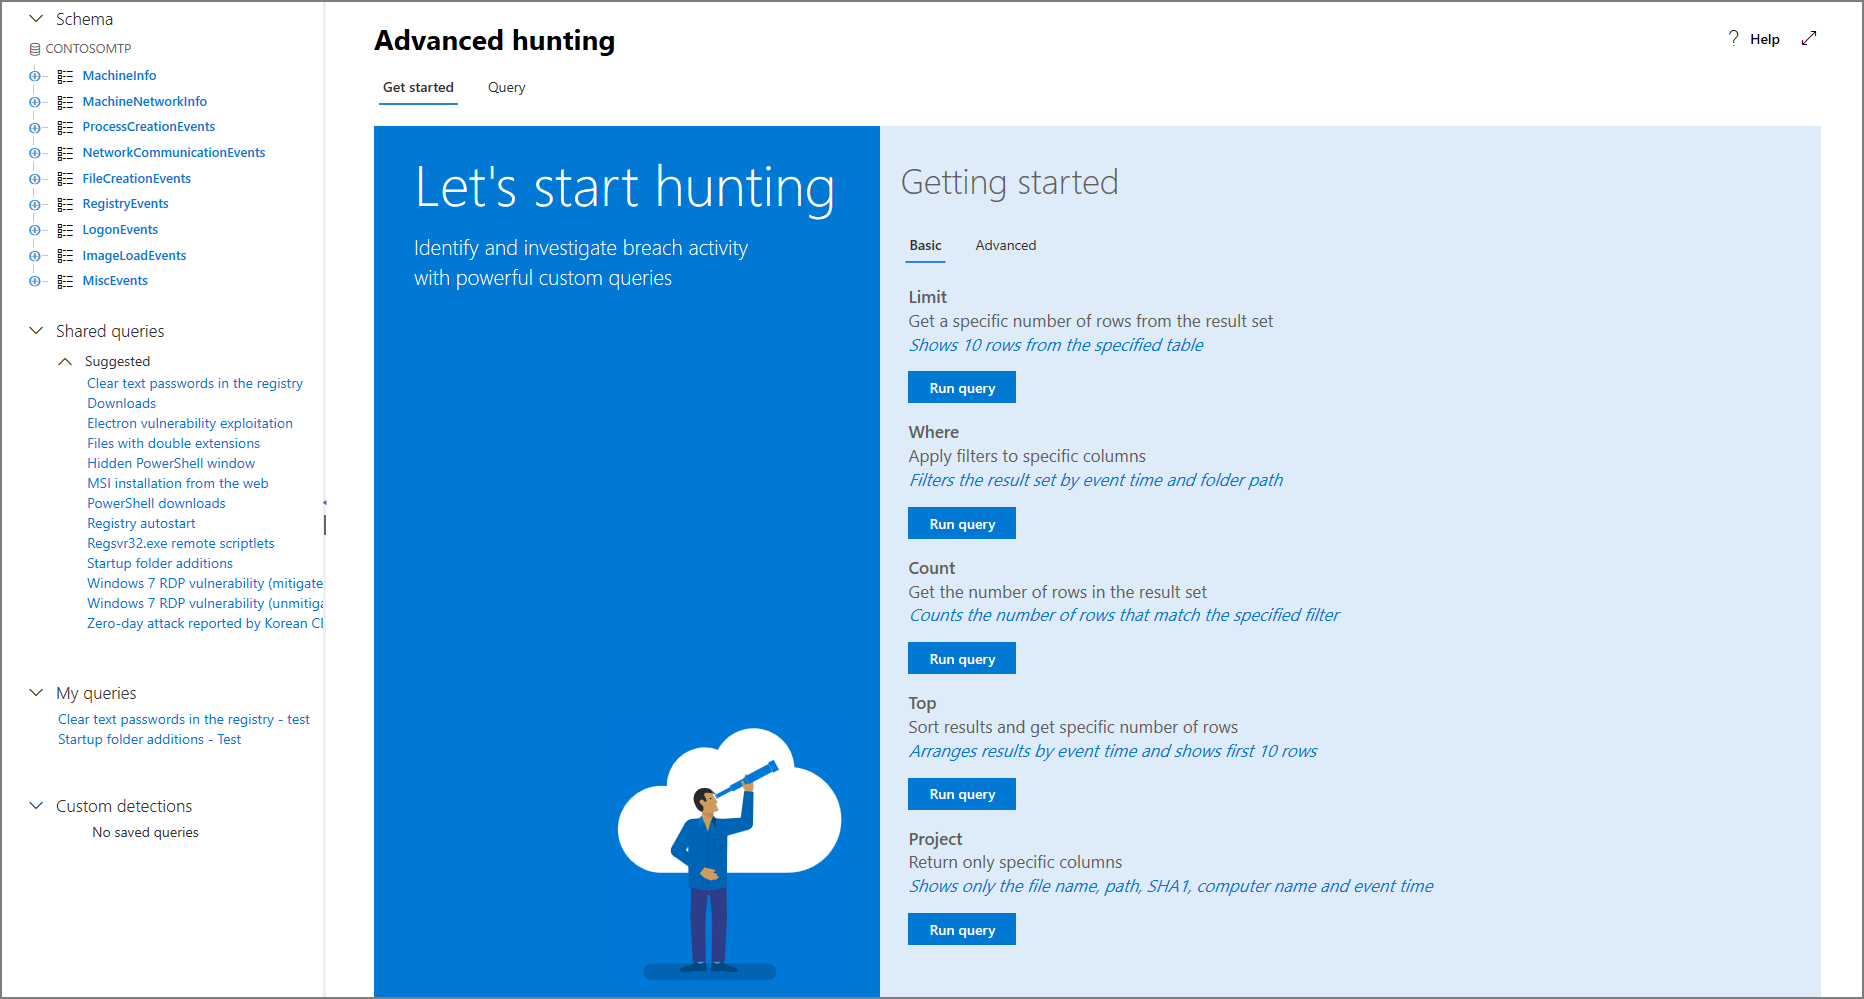 Schema
CONTOSOMTP
MachineInfo
MachineNetworkInfo
ProcessCreationEvents
NetworkCommunicationEvents
FileCreationEvents
RegistryEvents
LogonEvents
ImageLoadEvents
MiscEvents
Shared queries
Suggested
Clear text passwords in the registry
Downloads
Electron vulnerability exploitation
Files with double extensions
Hidden PowerShell window
MSI installation from the web
PowerShell downloads
Registry autostart
Regsvr32.exe remote scriptlets
Startup folder additions
Windows 7 RDP vulnerability (mitigate
Windows 7 RDP vulnerability (unmitiga
Zero-day attack reported by Korean
My queries
Clear text passwords in the registry - test
Startup folder additions - Test
Custom detections
No saved queries
Advanced hunting
? Help
Get started Query
Let's start hunting
Identify and investigate breach activity
with powerful custom queries
Getting started
Basic Advanced
Limit
Get a specific number of rows from the result set
Shows 10 rows from the specified table
Run query
Where
Apply filters to specific columns
Filters the result set by event time and folder path
Run query
Count
Get the number of rows in the result set
Counts the number of rows that match the specified filter
Run query
Top
Sort results and get specific number of rows
Arranges results by event time and shows first 10 rows
Run query
Project
Return only specific columns
Shows only the file name, path, SHA1, computer name and event time
Run query